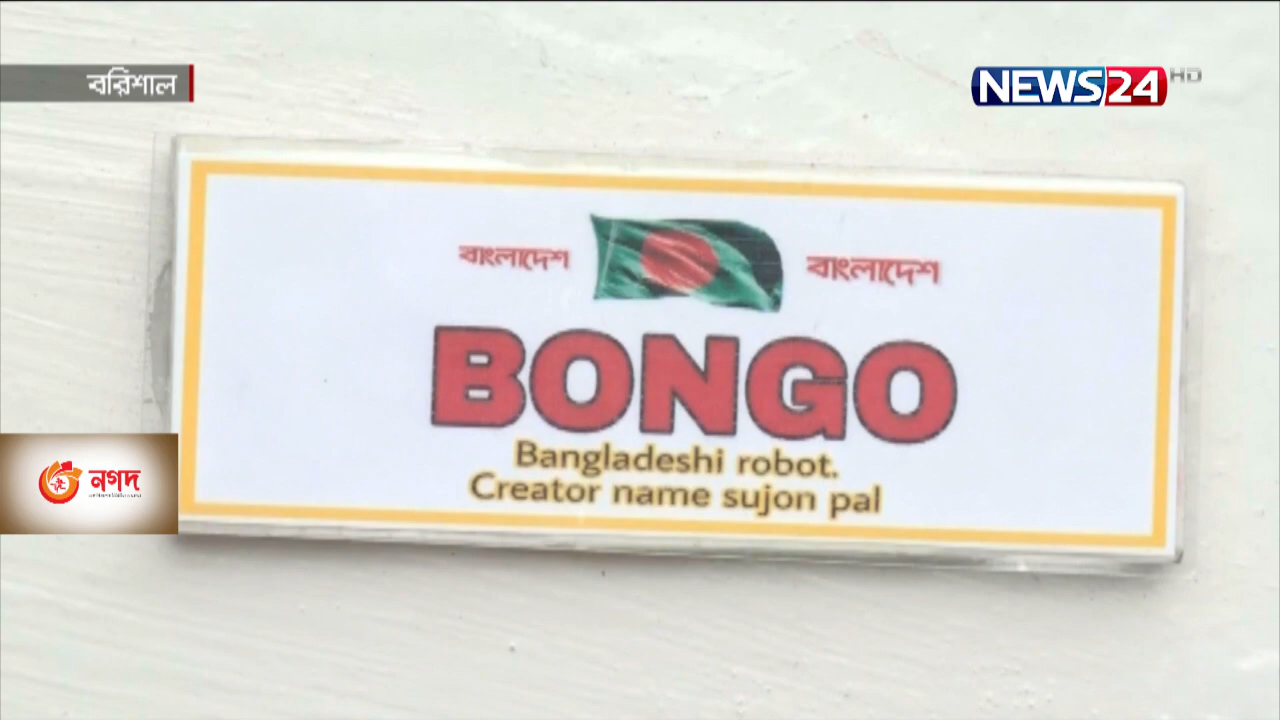 বরিশাল
NEWS24 HD
বাংলাদেশ বাংলাদেশ
BONGO
Bangladeshi robot.
Creator name sujon pal
নগদ